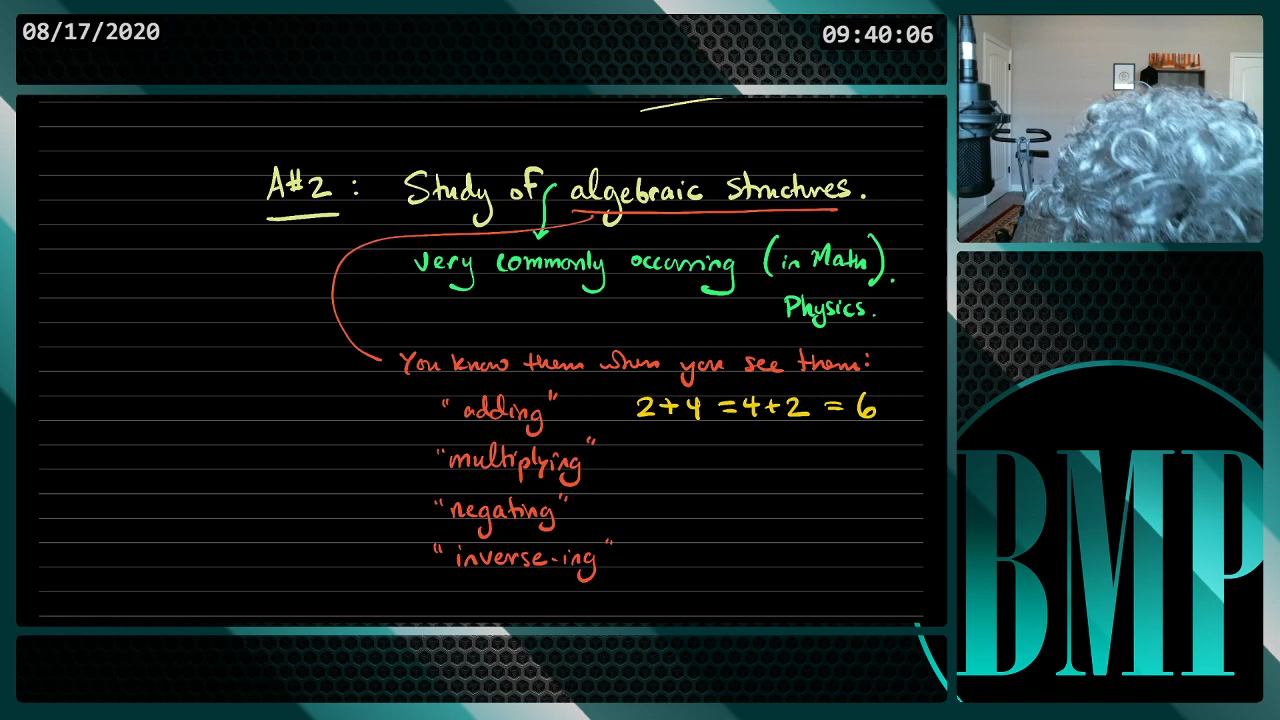 08/17/2020
09:40:06
A#2 : Study of algebraic structures.
very commonly occurring (in Math).
Physics.
You know them when you see them:
"adding" 2+4 =4+2 = 6
"multiplying"
"negating"
"inverse-ing"
BMP